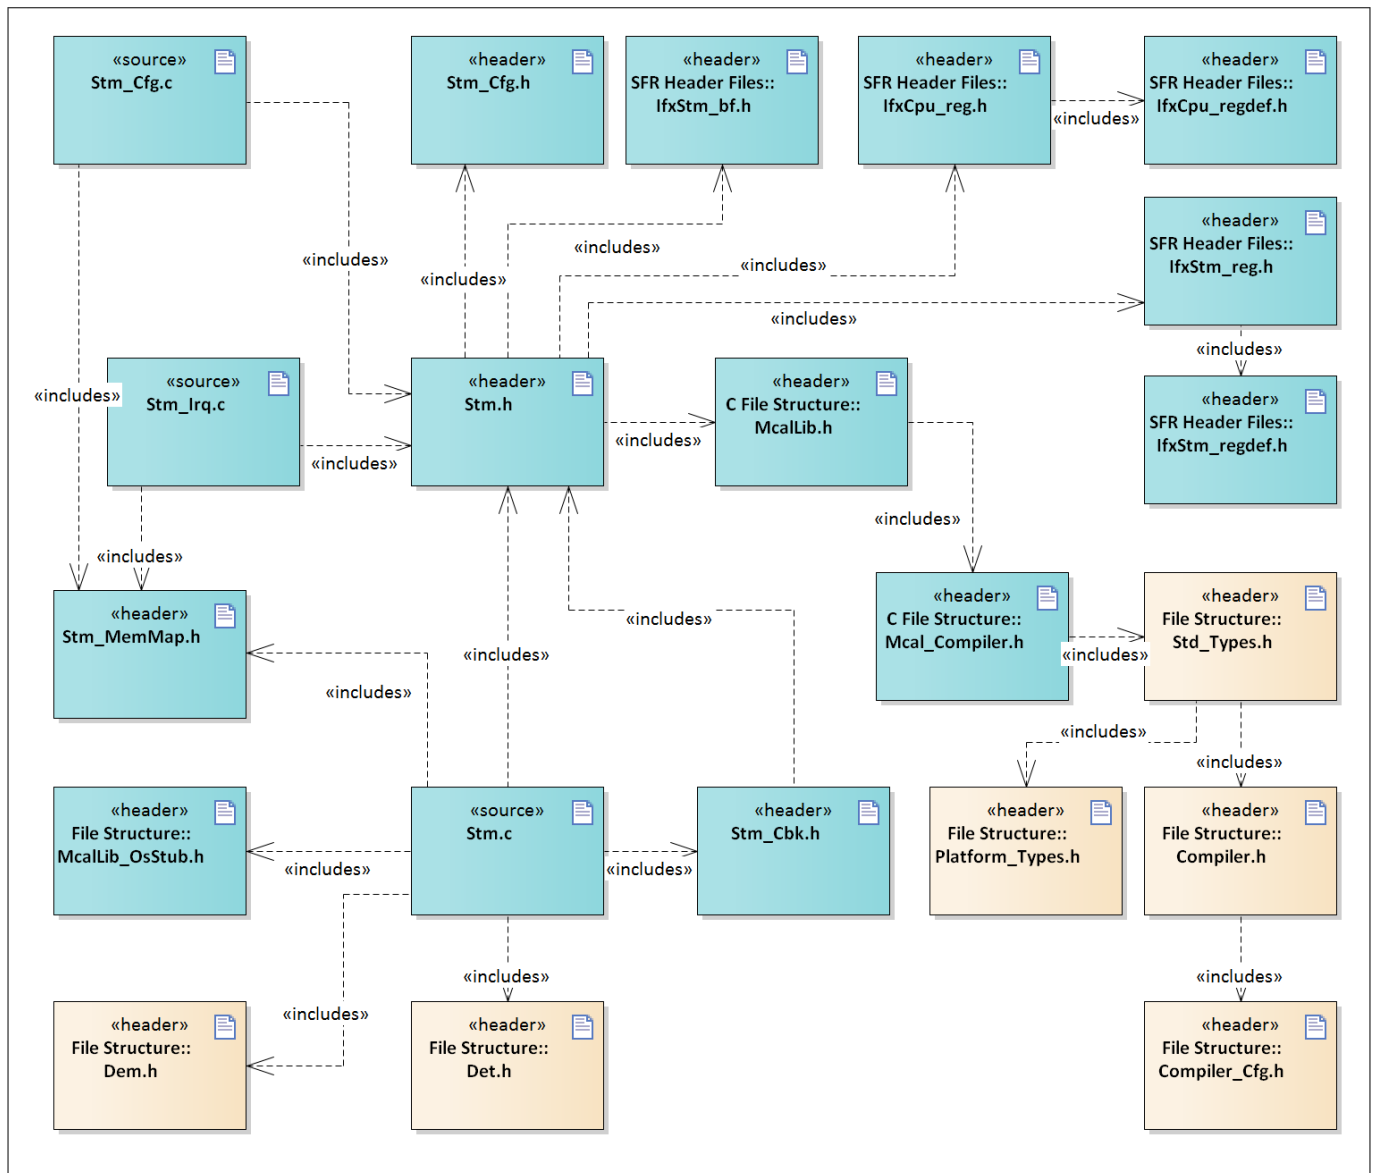 «source»
Stm_Cfg.c
«header»
Stm_Cfg.h
«header»
SFR Header Files::
IfxStm_bf.h
«header»
SFR Header Files::
IfxCpu_reg.h
«includes»
«header»
SFR Header Files::
IfxCpu_regdef.h
«header»
SFR Header Files::
IfxStm_reg.h
«includes»
«includes»
«includes»
«includes»
«includes»
«includes»
«includes»
«source»
Stm_Irq.c
«header»
Stm.h
«header»
C File Structure::
McalLib.h
«header»
SFR Header Files::
IfxStm_regdef.h
«includes»
«includes»
«includes»
«includes»
«includes»
«header»
Stm_MemMap.h
«includes»
«includes»
«includes»
«header»
C File Structure::
Mcal_Compiler.h
«includes»
«header»
File Structure::
Std_Types.h
«includes»
«includes»
«header»
File Structure::
McalLib_OsStub.h
«includes»
«source»
Stm.c
«includes»
«header»
Stm_Cbk.h
«header»
File Structure::
Platform_Types.h
«header»
File Structure::
Compiler.h
«includes»
«includes»
«includes»
«header»
File Structure::
Dem.h
«header»
File Structure::
Det.h
«header»
File Structure::
Compiler_Cfg.h